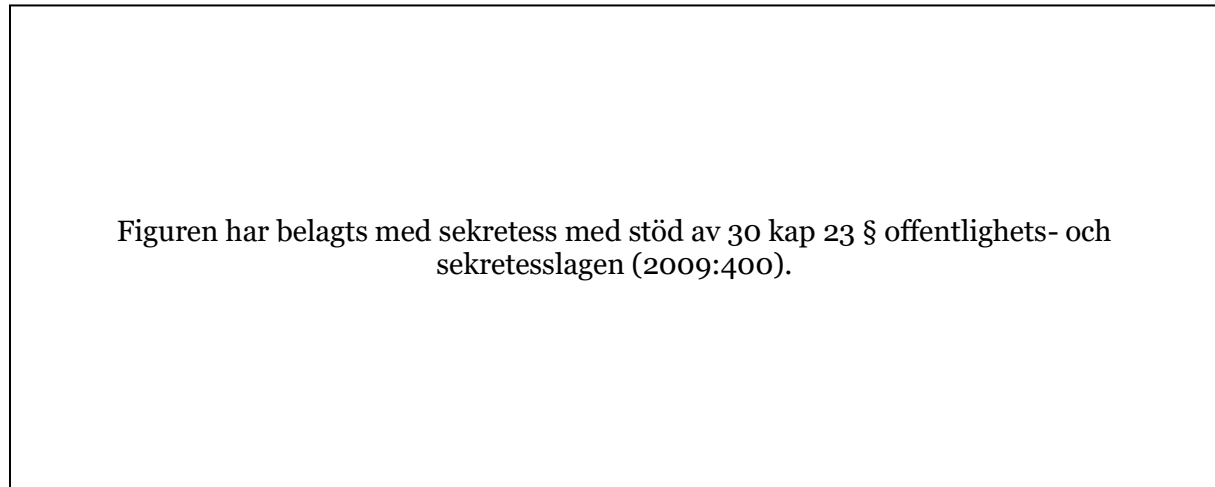 Figuren har belagts med sekretess med stöd av 30 kap 23 § offentlighets- och
sekretesslagen (2009:400).